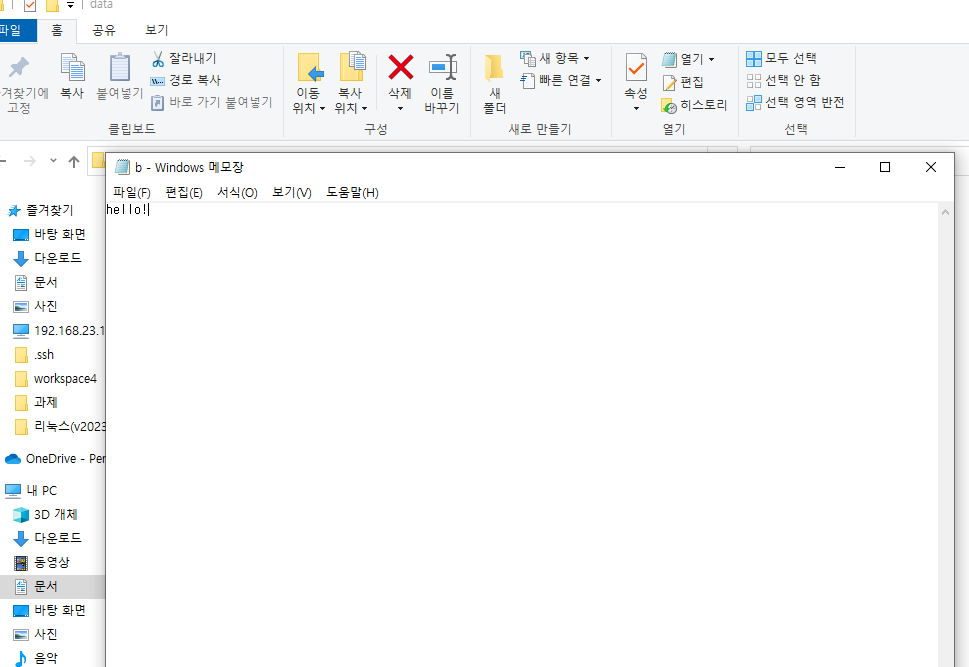 data
파일 홈 공유 보기
잘라내기
경로 복사
바로 가기 붙여넣기
겨찾기에
고정
복사
붙여넣기
클립보드
이동
위치
복사
위치
삭제
이름
바꾸기
구성
새
폴더
새 항목
빠른 연결
새로 만들기
속성
열기
편집
히스토리
열기
모두 선택
선택 안 함
선택 영역 반전
선택
b - Windows 메모장
파일(F) 편집(E) 서식(O) 보기(V) 도움말(H)
hello!
즐겨찾기
바탕 화면
다운로드
문서
사진
192.168.23.1
.ssh
workspace4
과제
리눅스(v2023
OneDrive - Per
내 PC
3D 개체
다운로드
동영상
문서
바탕 화면
사진
음악